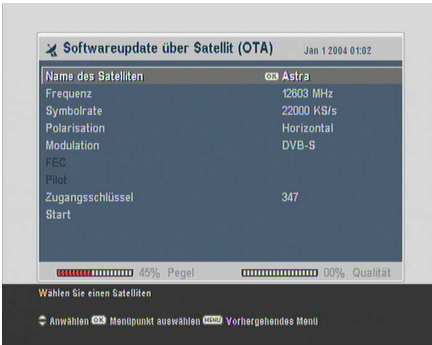 Softwareupdate über Satellit (OTA) Jan 1 2004 01:02
Name des Satelliten OK Astra
Frequenz 12603 MHz
Symbolrate 22000 KS/s
Polarisation Horizontal
Modulation DVB-S
FEC
Pilot
Zugangsschlüssel 347
Start
45% Pegel 00% Qualität
Wählen Sie einen Satelliten
Anwählen OK Menüpunkt auswählen MENU Vorhergehendes Menü